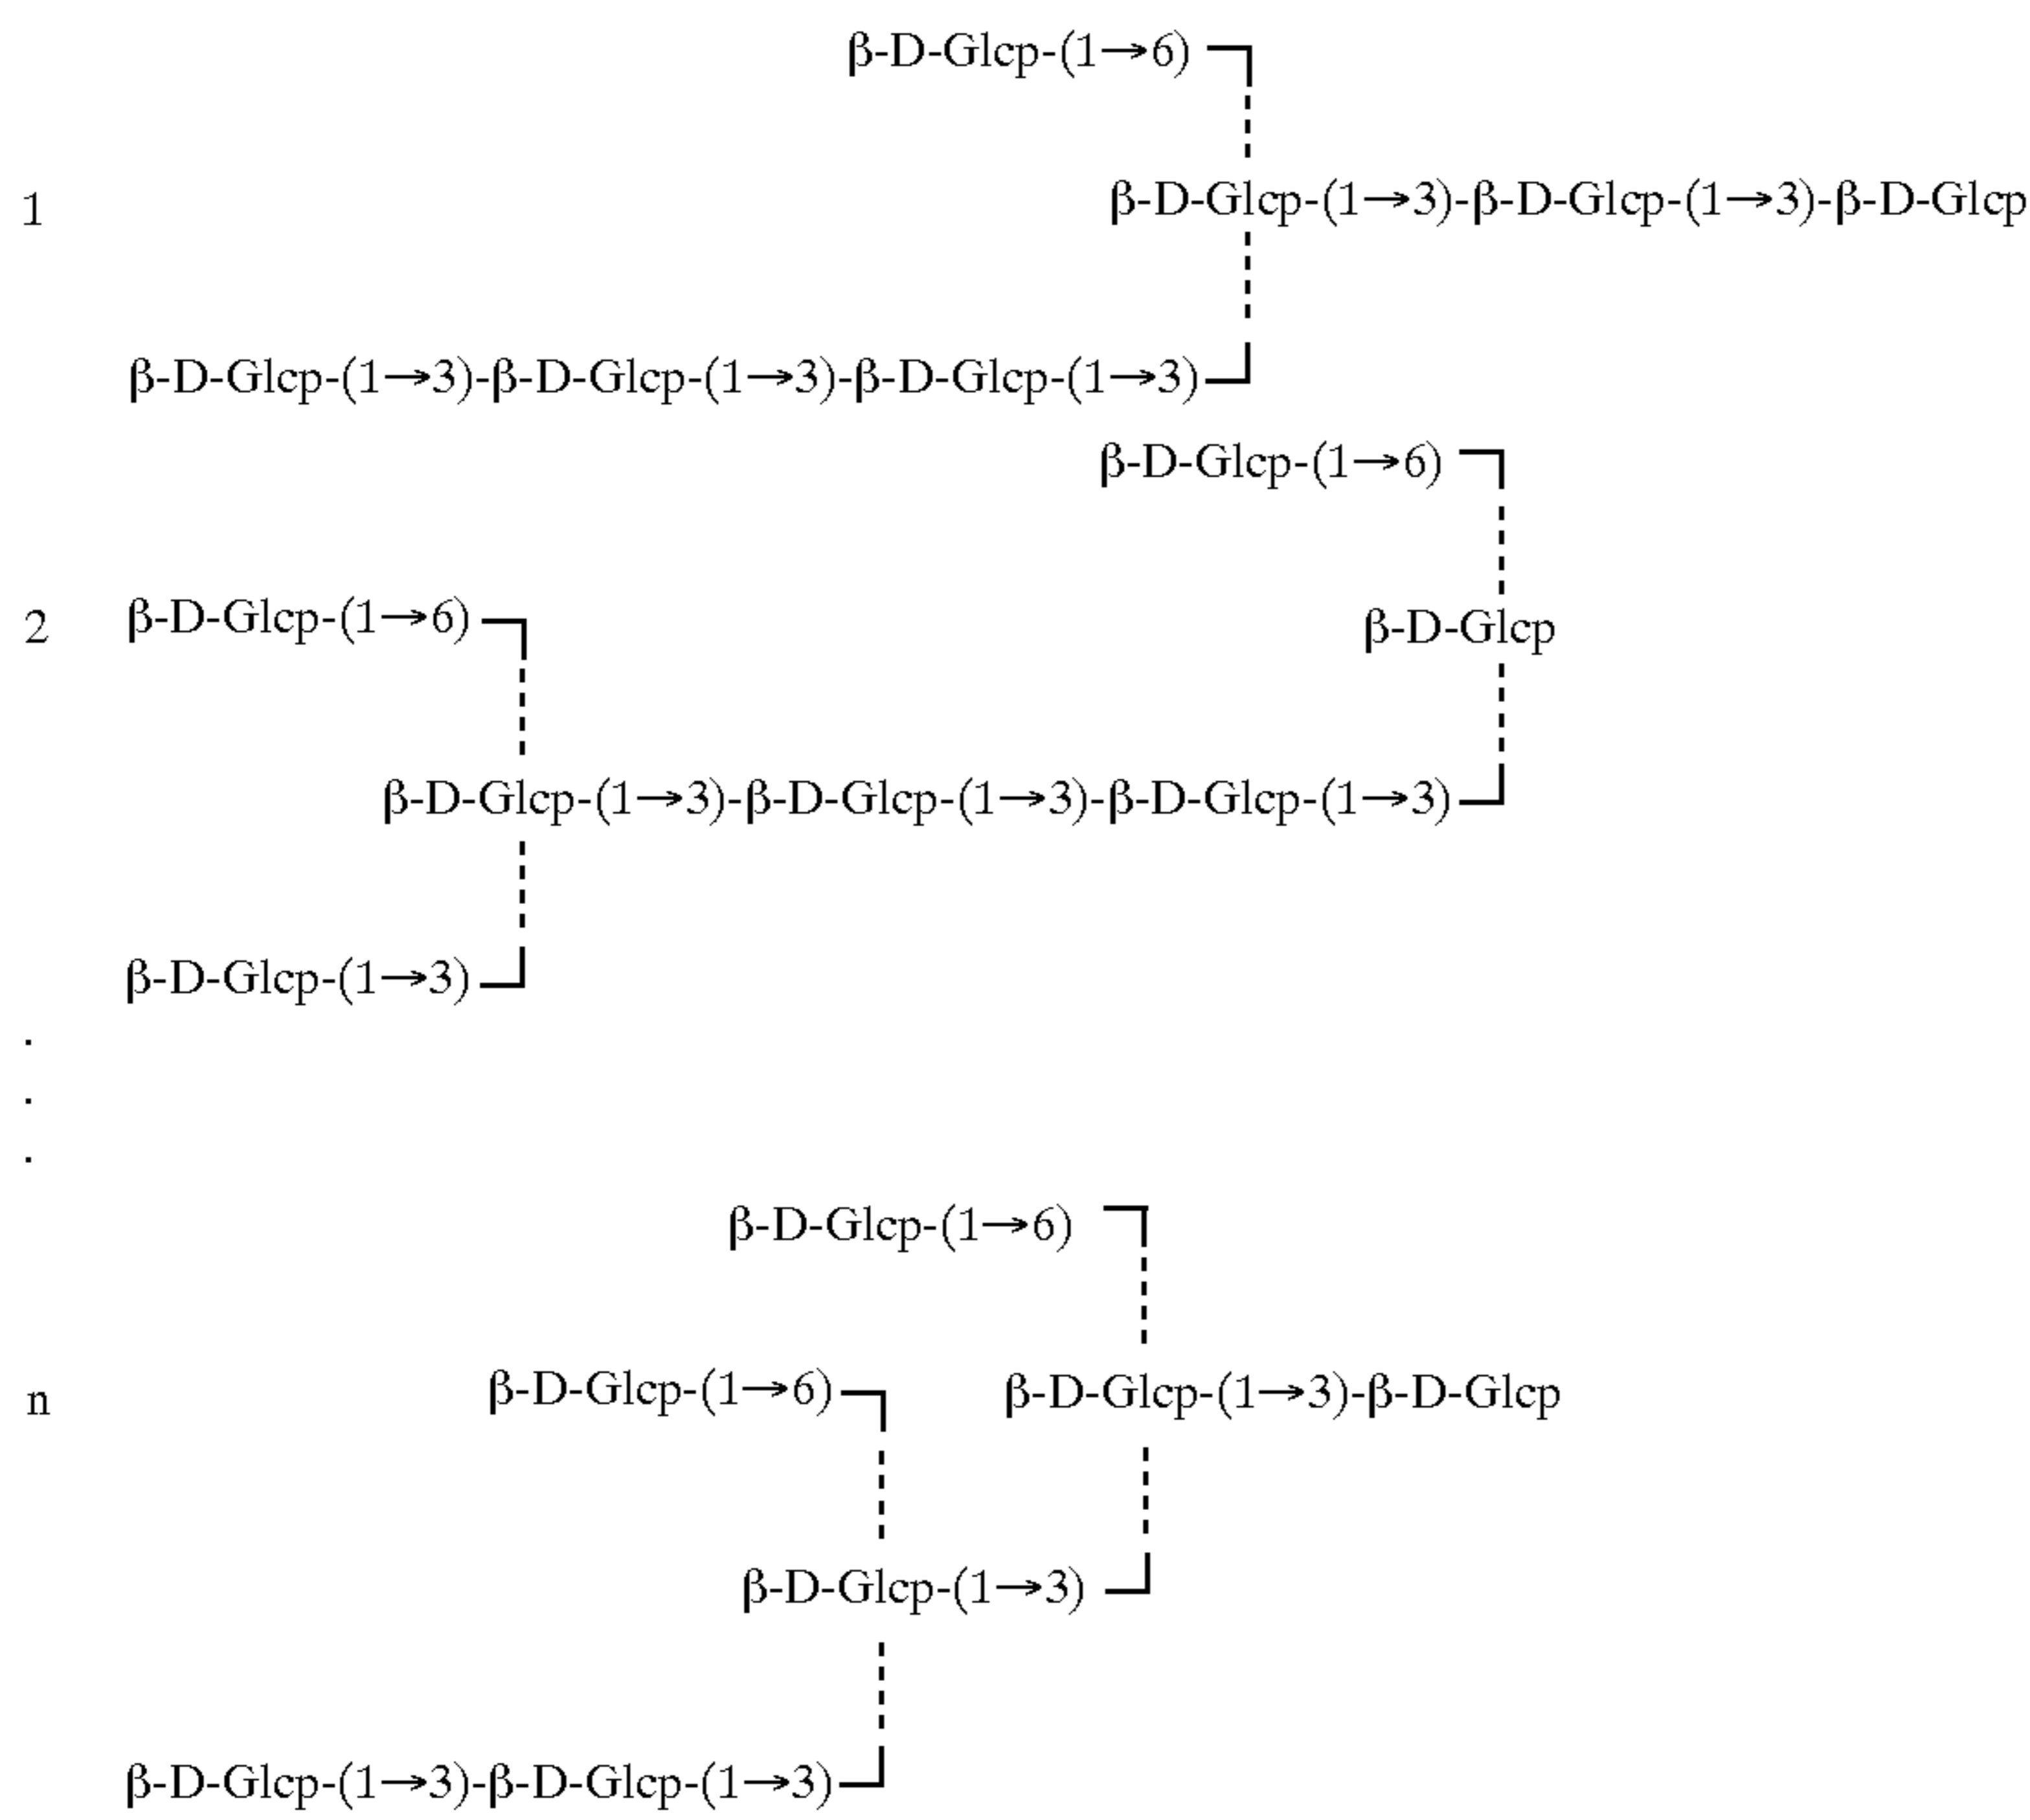 β-D-Glcp-(1→6)
1 β-D-Glcp-(1→3)-β-D-Glcp-(1→3)-β-D-Glcp
β-D-Glcp-(1→3)-β-D-Glcp-(1→3)-β-D-Glcp-(1→3)
β-D-Glcp-(1→6)
2 β-D-Glcp-(1→6) β-D-Glcp
β-D-Glcp-(1→3)-β-D-Glcp-(1→3)-β-D-Glcp-(1→3)
β-D-Glcp-(1→3)
.
.
.
β-D-Glcp-(1→6)
n β-D-Glcp-(1→6) β-D-Glcp-(1→3)-β-D-Glcp
β-D-Glcp-(1→3)
β-D-Glcp-(1→3)-β-D-Glcp-(1→3)